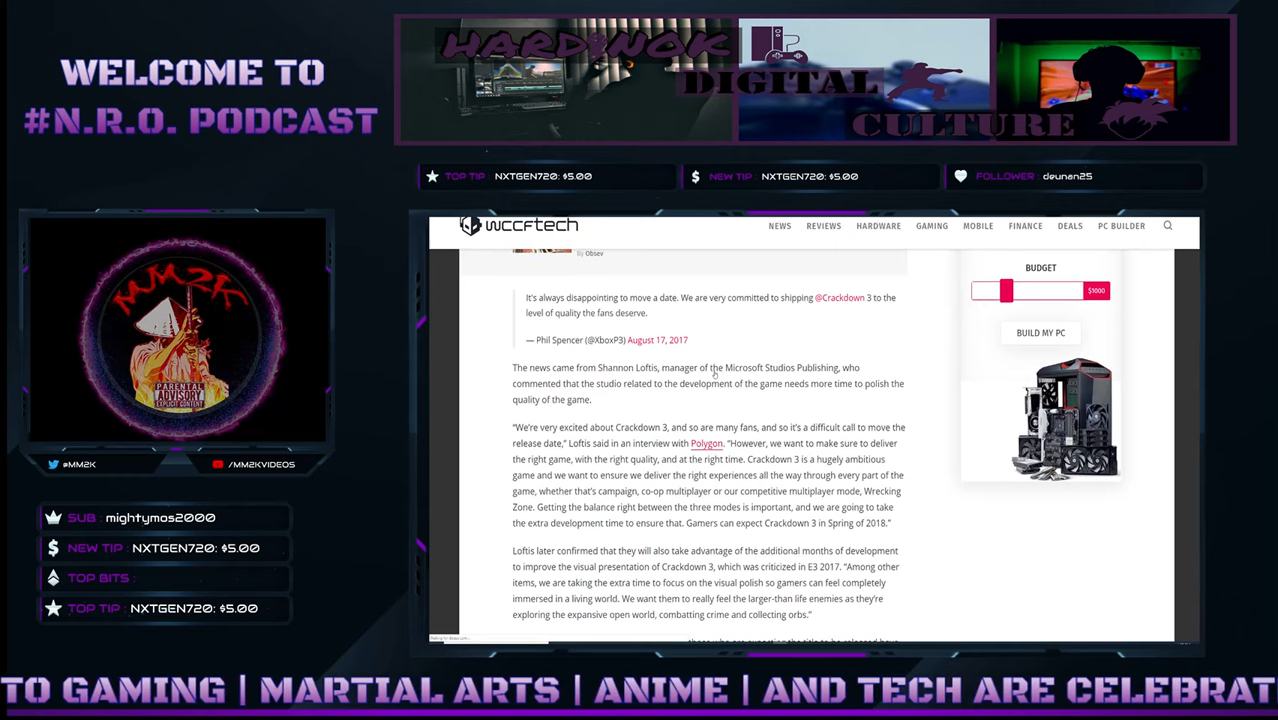 WELCOME TO
#N.R.O. PODCAST
HARDNOK
DIGITAL
CULTURE
TOP TIP NXTGEN720: $5.00
NEW TIP NXTGEN720: $5.00
FOLLOWER : deunan25
MM2K
PARENTAL
ADVISORY
EXPLICIT CONTENT
@MM2K
/MM2KVIDEOS
SUB : mightymos2000
NEW TIP : NXTGEN720: $5.00
TOP BITS :
TOP TIP : NXTGEN720: $5.00
wccftech
NEWS REVIEWS HARDWARE GAMING MOBILE FINANCE DEALS PC BUILDER
By Obsev
It's always disappointing to move a date. We are very committed to shipping @Crackdown 3 to the
level of quality the fans deserve.
— Phil Spencer (@XboxP3) August 17, 2017
The news came from Shannon Loftis, manager of the Microsoft Studios Publishing, who
commented that the studio related to the development of the game needs more time to polish the
quality of the game.
“We're very excited about Crackdown 3, and so are many fans, and so it's a difficult call to move the
release date,” Loftis said in an interview with Polygon. “However, we want to make sure to deliver
the right game, with the right quality, and at the right time. Crackdown 3 is a hugely ambitious
game and we want to ensure we deliver the right experiences all the way through every part of the
game, whether that's campaign, co-op multiplayer or our competitive multiplayer mode, Wrecking
Zone. Getting the balance right between the three modes is important, and we are going to take
the extra development time to ensure that. Gamers can expect Crackdown 3 in Spring of 2018.”
Loftis later confirmed that they will also take advantage of the additional months of development
to improve the visual presentation of Crackdown 3, which was criticized in E3 2017. “Among other
items, we are taking the extra time to focus on the visual polish so gamers can feel completely
immersed in a living world. We want them to really feel the larger-than life enemies as they're
exploring the expansive open world, combatting crime and collecting orbs.”
BUDGET
$1000
BUILD MY PC
TO GAMING | MARTIAL ARTS | ANIME | AND TECH ARE CELEBRAT